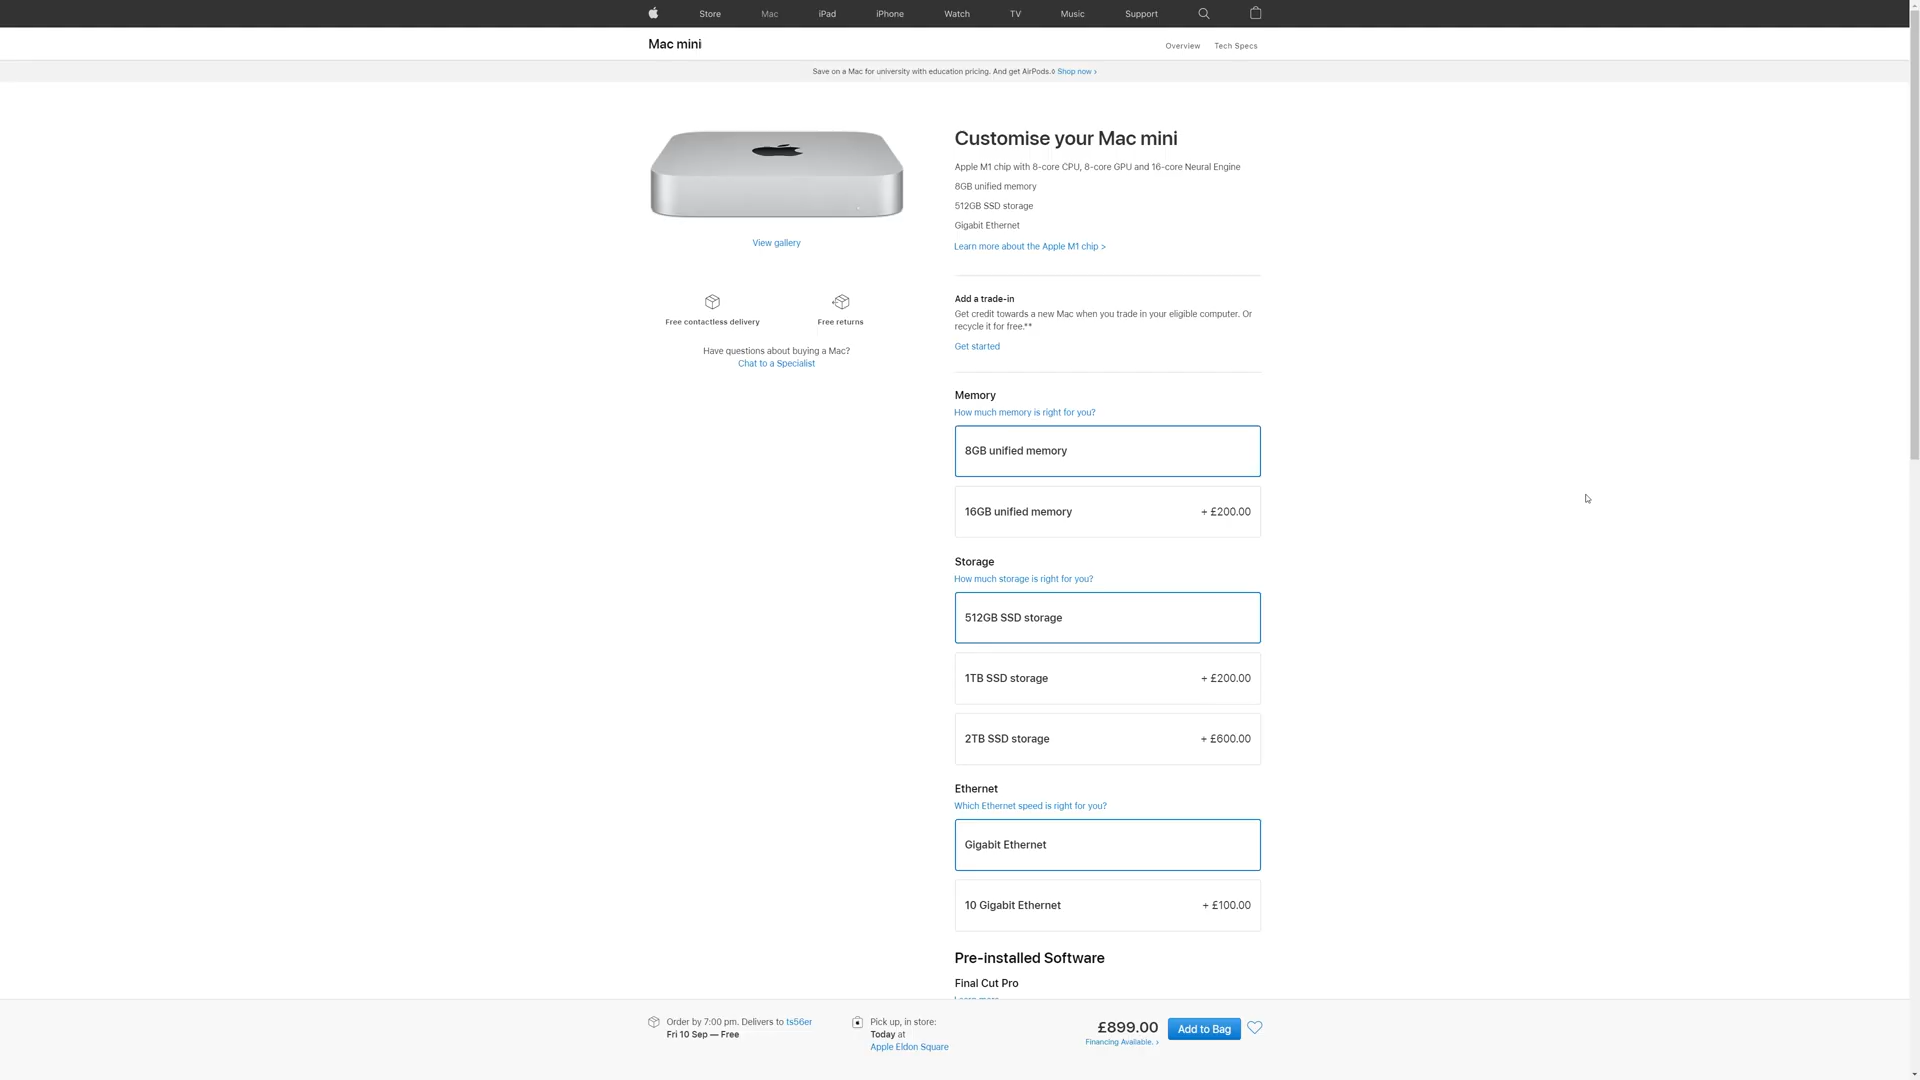 Store Mac iPad iPhone Watch TV Music Support
Mac mini
Overview Tech Specs
Save on a Mac for university with education pricing. And get AirPods.◊ Shop now ›
View gallery
Free contactless delivery
Free returns
Have questions about buying a Mac?
Chat to a Specialist
Customise your Mac mini
Apple M1 chip with 8-core CPU, 8-core GPU and 16-core Neural Engine
8GB unified memory
512GB SSD storage
Gigabit Ethernet
Learn more about the Apple M1 chip >
Add a trade-in
Get credit towards a new Mac when you trade in your eligible computer. Or
recycle it for free.**
Get started
Memory
How much memory is right for you?
8GB unified memory
16GB unified memory + £200.00
Storage
How much storage is right for you?
512GB SSD storage
1TB SSD storage + £200.00
2TB SSD storage + £600.00
Ethernet
Which Ethernet speed is right for you?
Gigabit Ethernet
10 Gigabit Ethernet + £100.00
Pre-installed Software
Final Cut Pro
Order by 7:00 pm. Delivers to ts56er
Fri 10 Sep — Free
Pick up, in store:
Today at
Apple Eldon Square
£899.00
Financing Available. ›
Add to Bag